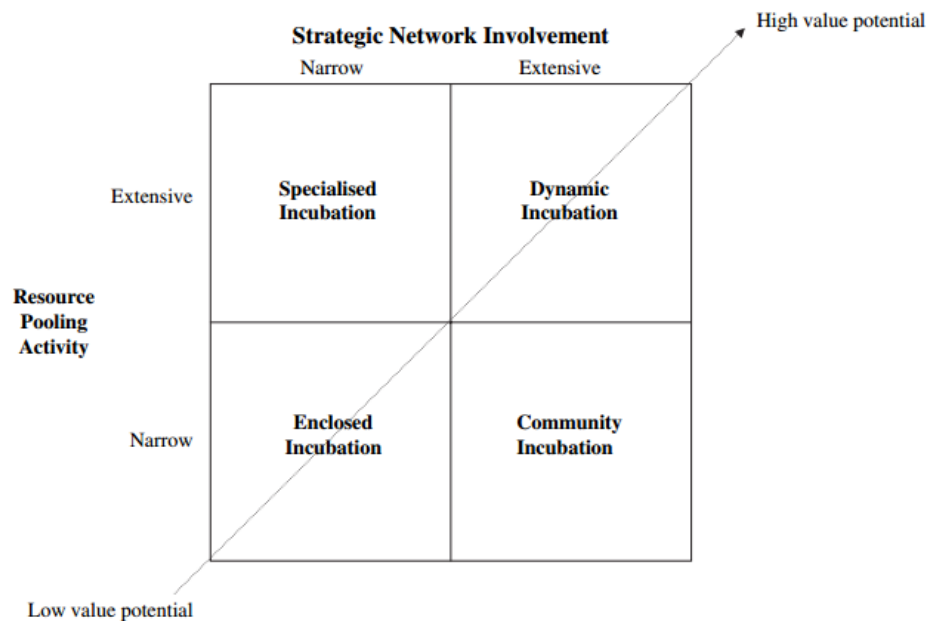 High value potential
Strategic Network Involvement
Narrow
Extensive
Extensive
Specialised
Incubation
Dynamic
Incubation
Resource
Pooling
Activity
Narrow
Enclosed
Incubation
Community
Incubation
Low value potential